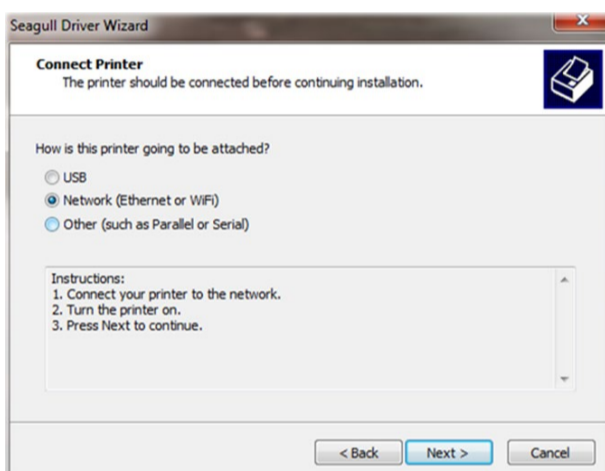 Seagull Driver Wizard
Connect Printer
The printer should be connected before continuing installation.
How is this printer going to be attached?
USB
Network (Ethernet or WiFi)
Other (such as Parallel or Serial)
Instructions:
1. Connect your printer to the network.
2. Turn the printer on.
3. Press Next to continue.
< Back Next > Cancel